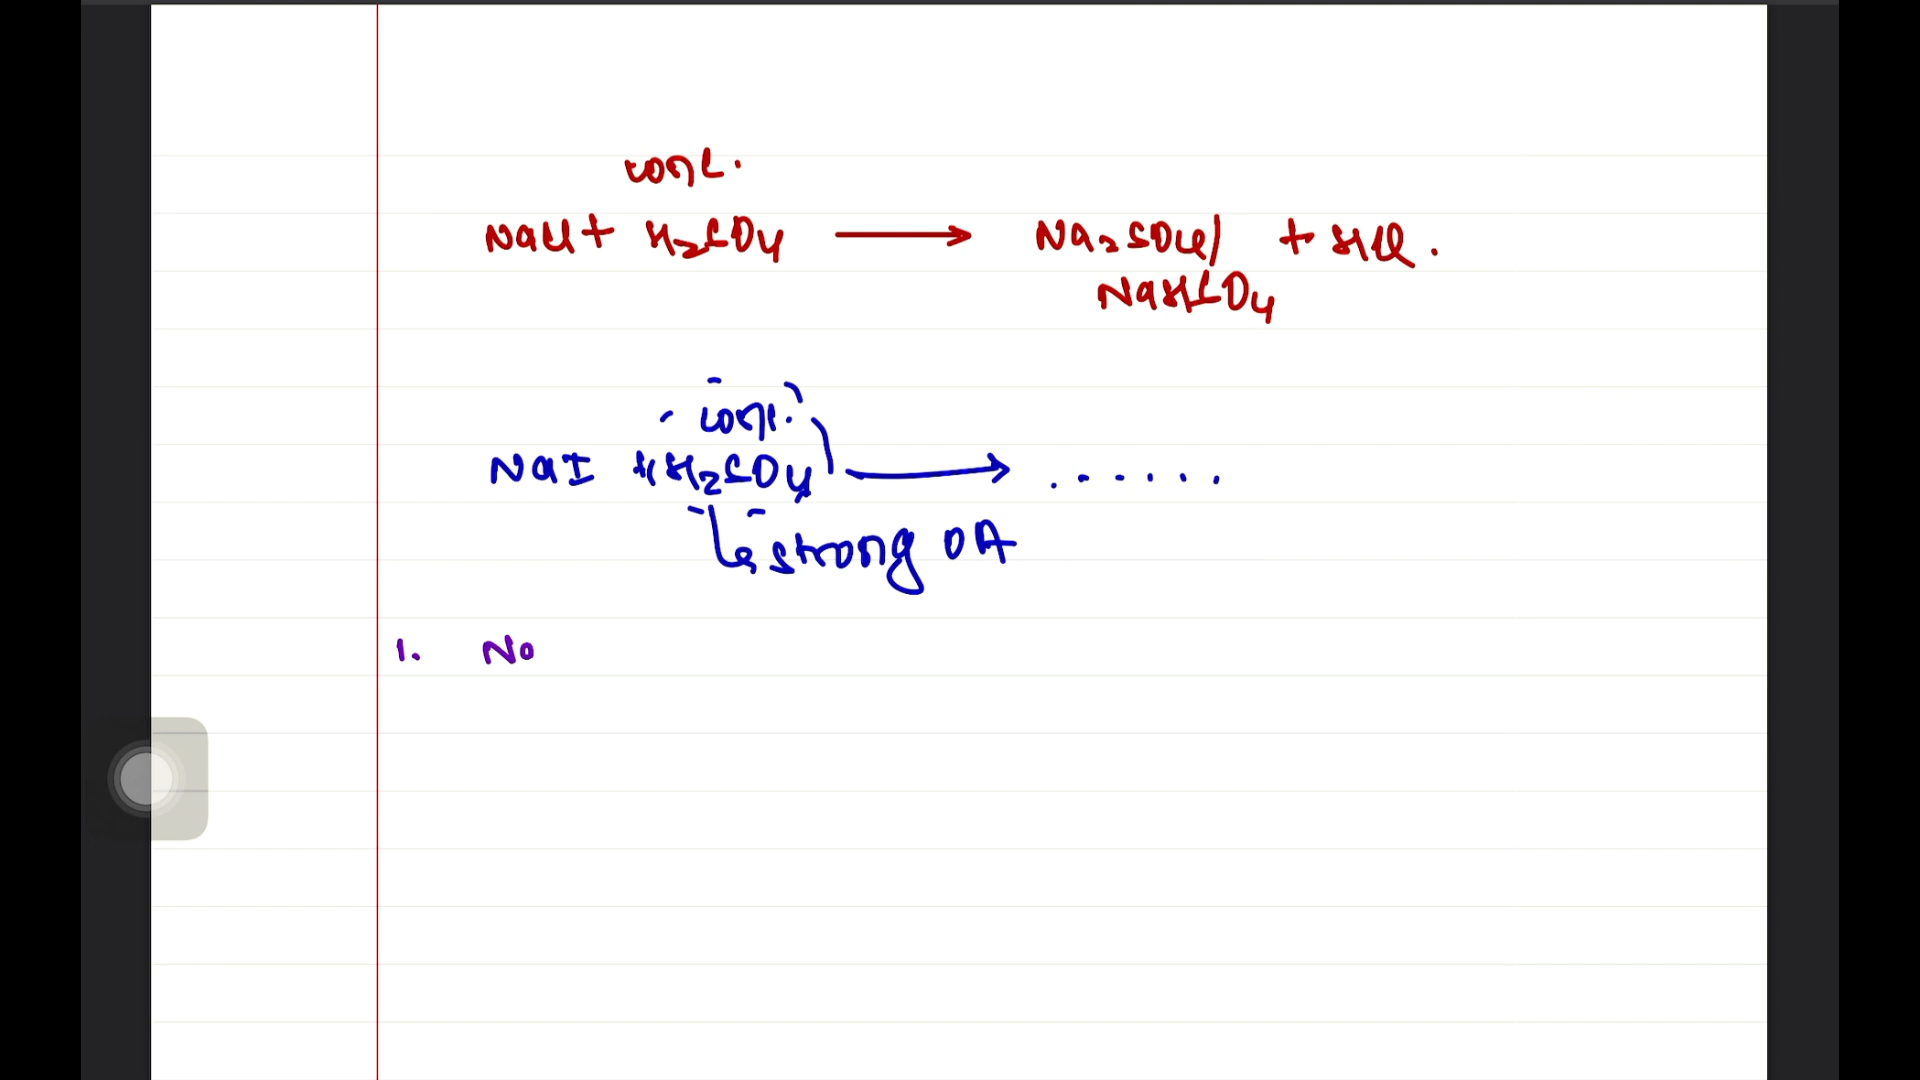 conc.
NaCl + H2SO4 → Na2SO4/ + HCl.
NaHSO4
conc.
NaI + H2SO4 → ......
↳ strong OA
1. No